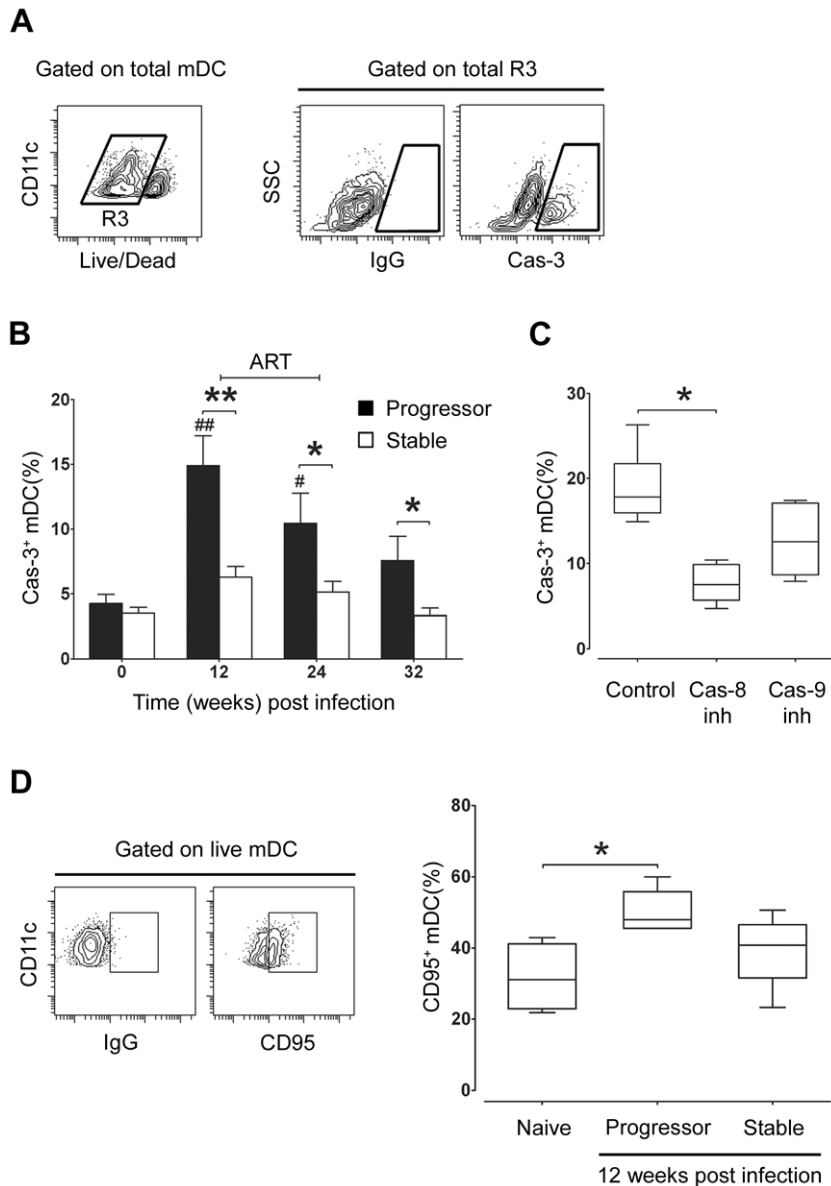 A
Gated on total mDC
Gated on total R3
CD11c
R3
Live/Dead
SSC
IgG
Cas-3
B
ART
Cas-3+ mDC(%)
20
15
10
5
0
**
##
*
#
*
Progressor
Stable
0
12
24
32
Time (weeks) post infection
C
Cas-3+ mDC(%)
30
20
10
0
*
Control
Cas-8 inh
Cas-9 inh
D
Gated on live mDC
CD11c
IgG
CD95
CD95+ mDC(%)
80
60
40
20
0
*
Naive
Progressor
Stable
12 weeks post infection